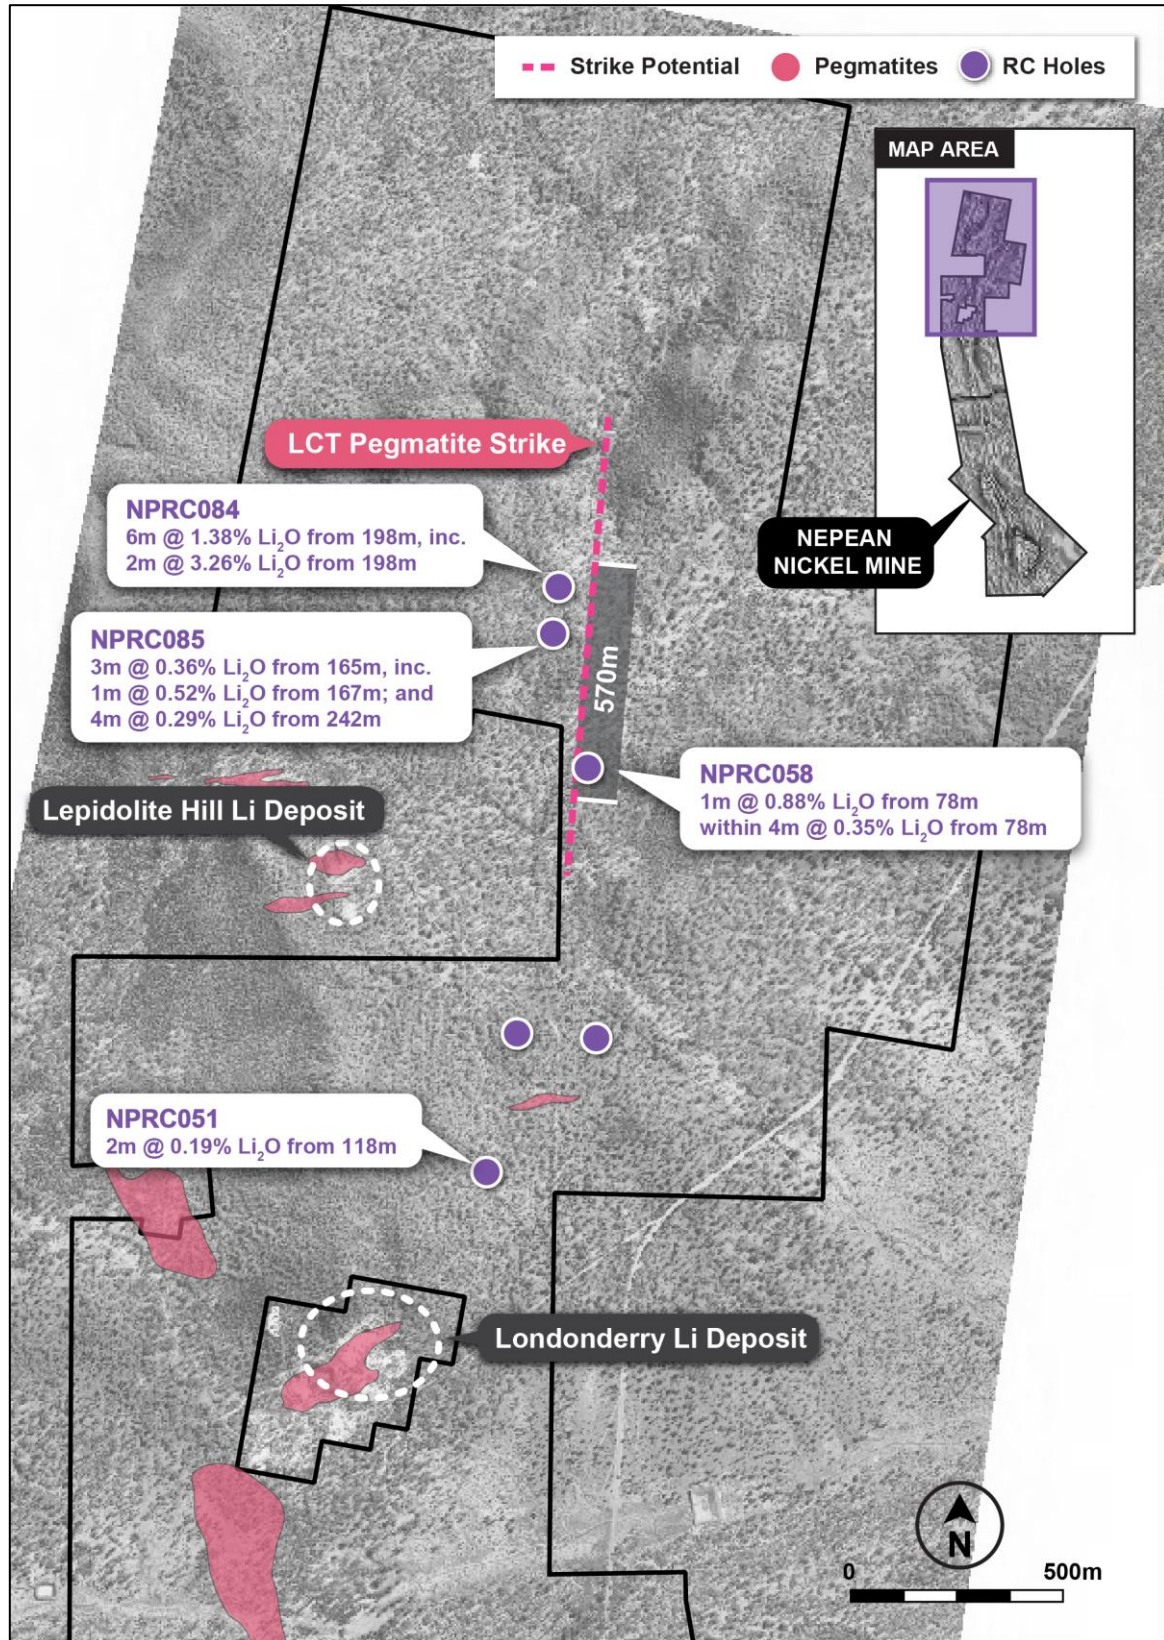 Strike Potential
Pegmatites
RC Holes
MAP AREA
NEPEAN
NICKEL MINE
LCT Pegmatite Strike
NPRC084
6m @ 1.38% Li₂O from 198m, inc.
2m @ 3.26% Li₂O from 198m
NPRC085
3m @ 0.36% Li₂O from 165m, inc.
1m @ 0.52% Li₂O from 167m; and
4m @ 0.29% Li₂O from 242m
570m
NPRC058
1m @ 0.88% Li₂O from 78m
within 4m @ 0.35% Li₂O from 78m
Lepidolite Hill Li Deposit
NPRC051
2m @ 0.19% Li₂O from 118m
Londonderry Li Deposit
N
0 500m